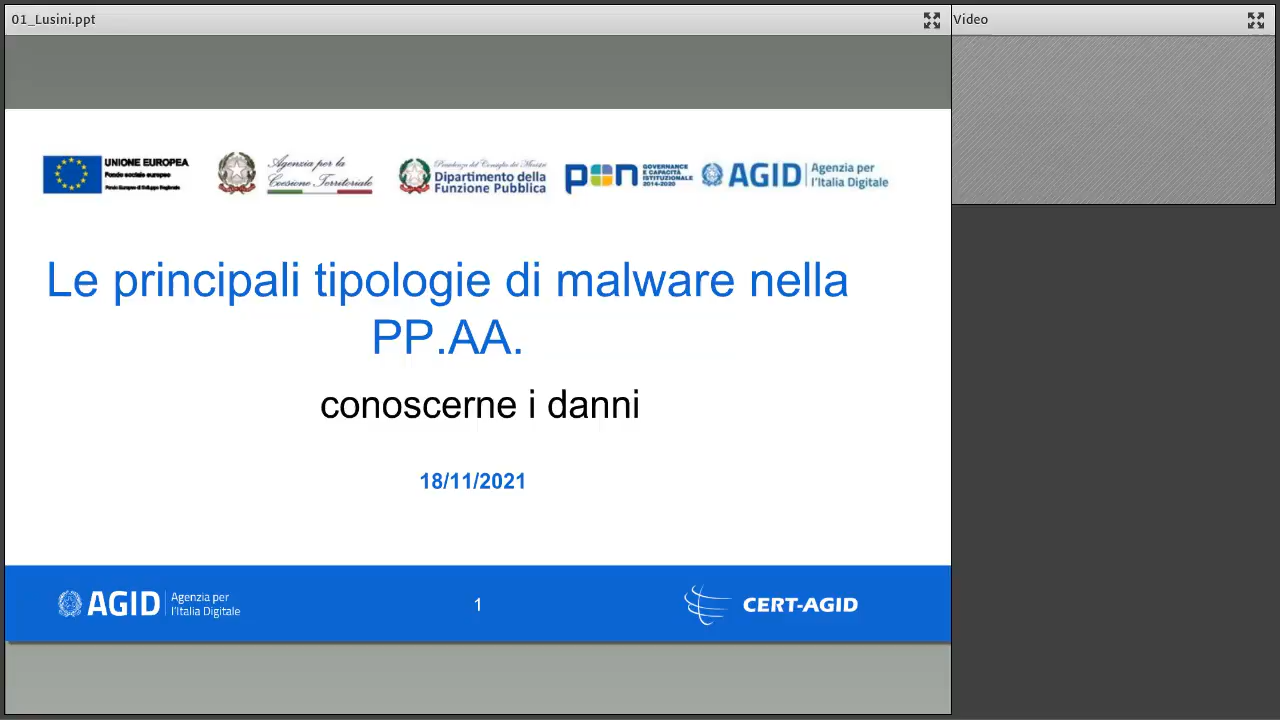 01_Lusini.ppt
Video
UNIONE EUROPEA
Fondo sociale europeo
Fondo Europeo di Sviluppo Regionale
Agenzia per la
Coesione Territoriale
Presidenza del Consiglio dei Ministri
Dipartimento della
Funzione Pubblica
pon
GOVERNANCE
E CAPACITÀ
ISTITUZIONALE
2014-2020
AGID
Agenzia per
l'Italia Digitale
Le principali tipologie di malware nella
PP.AA.
conoscerne i danni
18/11/2021
AGID
Agenzia per
l'Italia Digitale
1
CERT-AGID